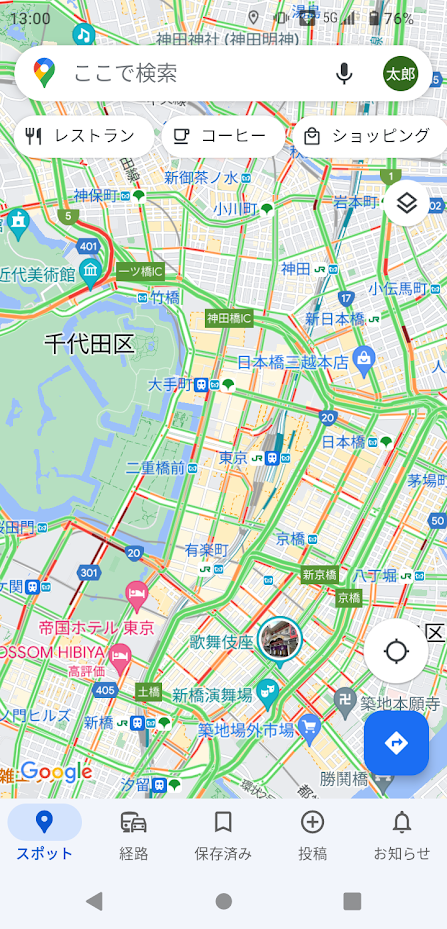 13:00
5G
76%
神田神社 (神田明神)
ここで検索
太郎
レストラン
コーヒー
ショッピング
新御茶ノ水
神保町
小川町
岩本町
1
5
401
近代美術館
一ツ橋IC
神田 JR
小伝馬町
竹橋
17
神田橋IC
新日本橋 JR
千代田区
日本橋三越本店
大手町
20
日本橋
東京 JR
二重橋前
茅場町
桜田門
50
京橋
20
有楽町
JR
301
新京橋
八丁堀 JR
京橋
帝国ホテル 東京
歌舞伎座
区
OSSOM HIBIYA
高評価
405
土橋
新橋演舞場
築地本願寺
新橋 JR
築地場外市場
Google
汐留
勝鬨橋
スポット
経路
保存済み
投稿
お知らせ